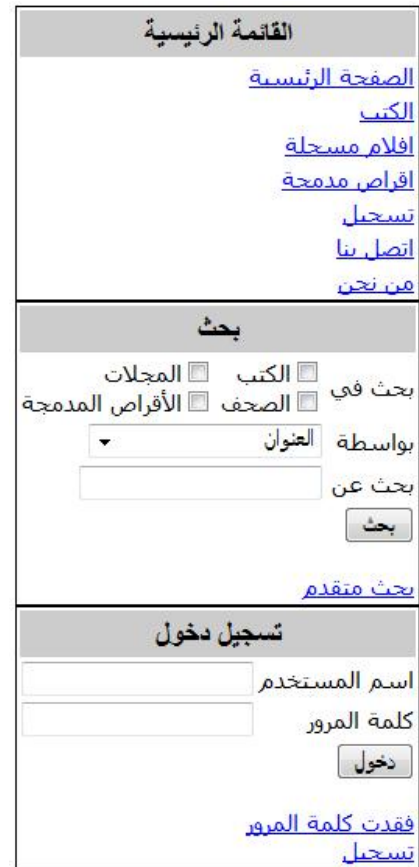 القائمة الرئيسية
الصفحة الرئيسية
الكتب
افلام مسجلة
اقراص مدمجة
تسجيل
اتصل بنا
من نحن
بحث
بحث في الكتب المجلات
الصحف الأقراص المدمجة
بواسطة العنوان
بحث عن
بحث
بحث متقدم
تسجيل دخول
اسم المستخدم
كلمة المرور
دخول
فقدت كلمة المرور
تسجيل